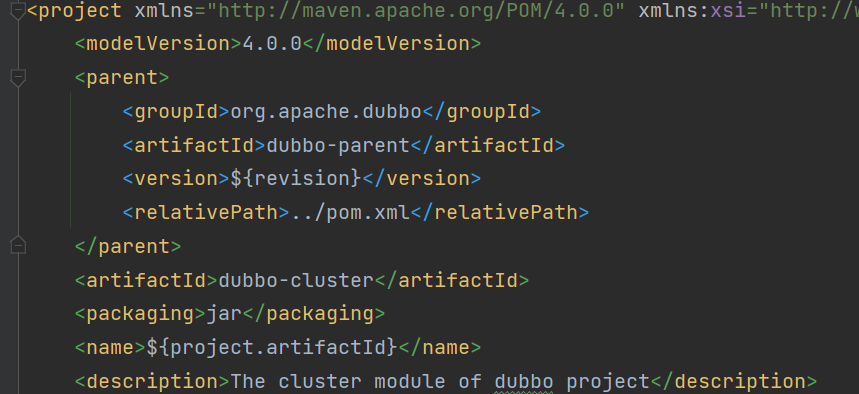 <project xmlns="http://maven.apache.org/POM/4.0.0" xmlns:xsi="http://
<modelVersion>4.0.0</modelVersion>
<parent>
<groupId>org.apache.dubbo</groupId>
<artifactId>dubbo-parent</artifactId>
<version>${revision}</version>
<relativePath>../pom.xml</relativePath>
</parent>
<artifactId>dubbo-cluster</artifactId>
<packaging>jar</packaging>
<name>${project.artifactId}</name>
<description>The cluster module of dubbo project</description>